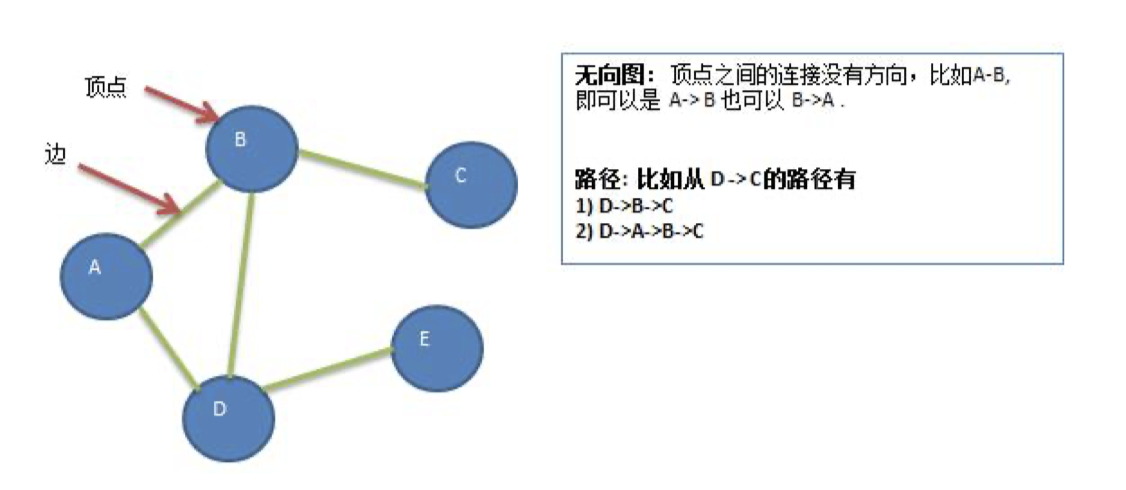 顶点
B
边
C
A
E
D
无向图： 顶点之间的连接没有方向，比如A-B,
即可以是 A-> B 也可以 B->A .
路径: 比如从 D->C的路径有
1) D->B->C
2) D->A->B->C